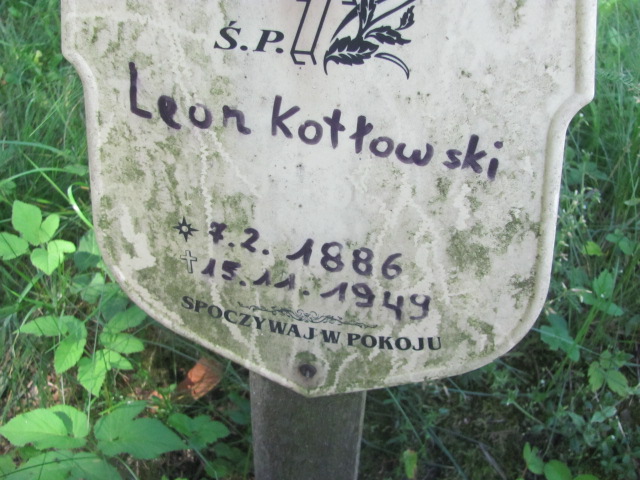 Ś.P.
Leon Kotłowski
7.2. 1886
15.11.1949
SPOCZYWAJ W POKOJU